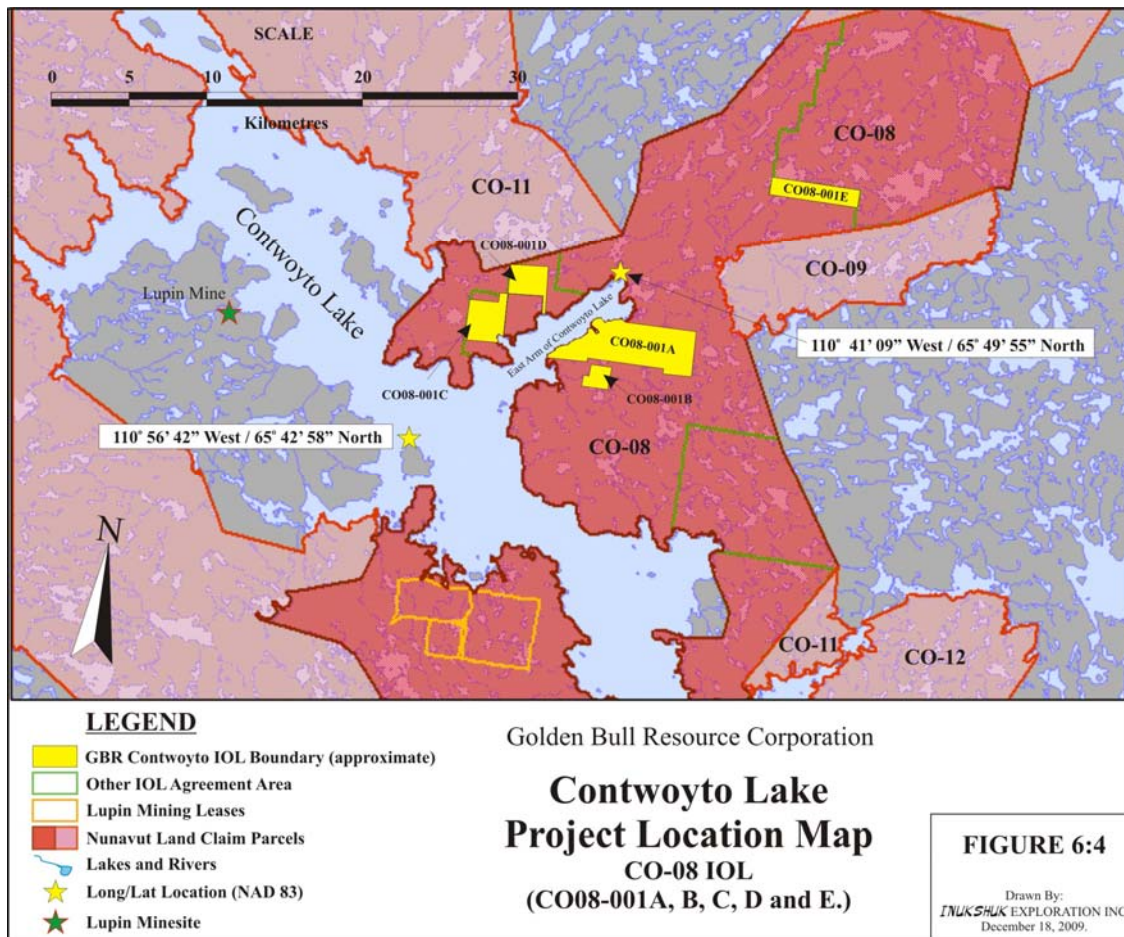 SCALE
0 5 10 20 30
Kilometres
CO-08
CO08-001E
CO-11
CO-09
CO08-001D
Contwoyto Lake
Lupin Mine
East Arm of Contwoyto Lake
CO08-001A
110° 41' 09" West / 65° 49' 55" North
CO08-001C
CO08-001B
110° 56' 42" West / 65° 42' 58" North
CO-08
N
CO-11
CO-12
LEGEND
GBR Contwoyto IOL Boundary (approximate)
Other IOL Agreement Area
Lupin Mining Leases
Nunavut Land Claim Parcels
Lakes and Rivers
Long/Lat Location (NAD 83)
Lupin Minesite
Golden Bull Resource Corporation
Contwoyto Lake
Project Location Map
CO-08 IOL
(CO08-001A, B, C, D and E.)
FIGURE 6:4
Drawn By:
INUKSHUK EXPLORATION INC
December 18, 2009.